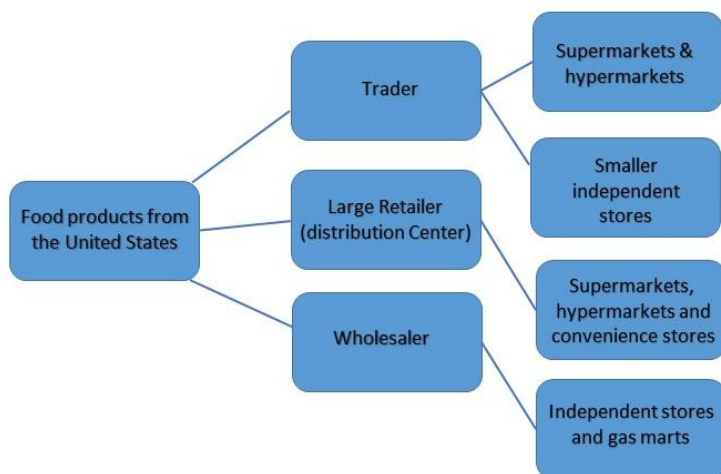 Food products from
the United States
Trader
Large Retailer
(distribution Center)
Wholesaler
Supermarkets &
hypermarkets
Smaller
independent
stores
Supermarkets,
hypermarkets and
convenience stores
Independent stores
and gas marts